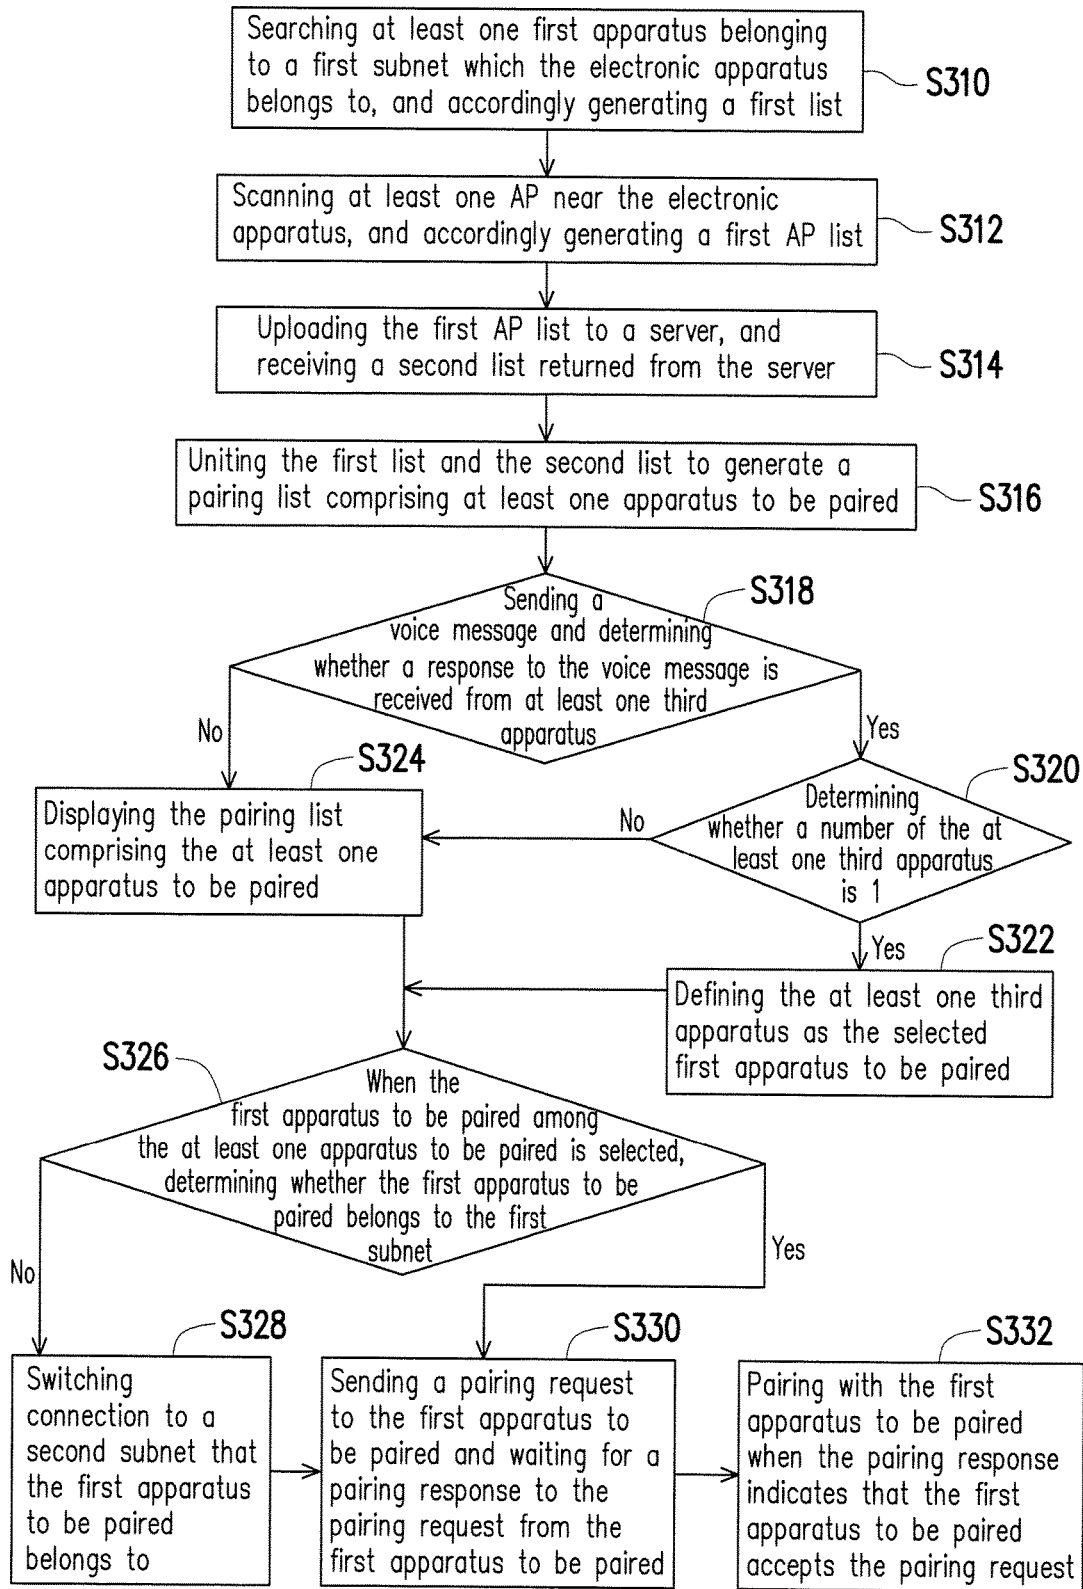 Searching at least one first apparatus belonging
to a first subnet which the electronic apparatus
belongs to, and accordingly generating a first list
S310
Scanning at least one AP near the electronic
apparatus, and accordingly generating a first AP list
S312
Uploading the first AP list to a server, and
receiving a second list returned from the server
S314
Uniting the first list and the second list to generate a
pairing list comprising at least one apparatus to be paired
S316
S318
Sending a
voice message and determining
whether a response to the voice message is
received from at least one third
apparatus
No
Yes
S324
Displaying the pairing list
comprising the at least one
apparatus to be paired
S320
Determining
whether a number of the at
least one third apparatus
is 1
No
Yes
S322
Defining the at least one third
apparatus as the selected
first apparatus to be paired
S326
When the
first apparatus to be paired among
the at least one apparatus to be paired is selected,
determining whether the first apparatus to be
paired belongs to the first
subnet
No
Yes
S328
Switching
connection to a
second subnet that
the first apparatus
to be paired
belongs to
S330
Sending a pairing request
to the first apparatus to
be paired and waiting for a
pairing response to the
pairing request from the
first apparatus to be paired
S332
Pairing with the first
apparatus to be paired
when the pairing response
indicates that the first
apparatus to be paired
accepts the pairing request